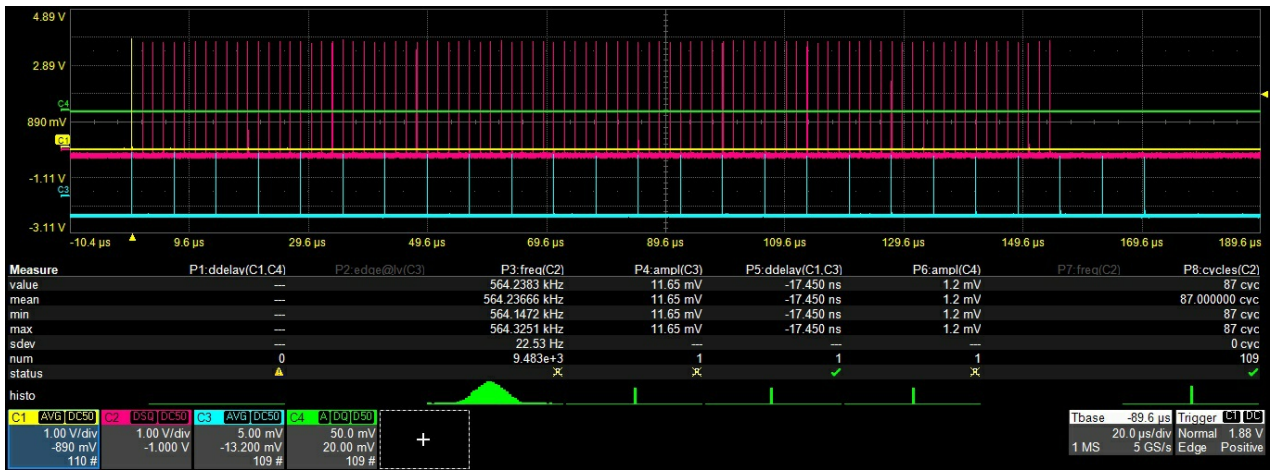 4.89 V
2.89 V
C4
890 mV
C1
-1.11 V
C3
-3.11 V
-10.4 µs 9.6 µs 29.6 µs 49.6 µs 69.6 µs 89.6 µs 109.6 µs 129.6 µs 149.6 µs 169.6 µs 189.6 µs
Measure P1:ddelay(C1,C4) P2:edge@lv(C3) P3:freq(C2) P4:ampl(C3) P5:ddelay(C1,C3) P6:ampl(C4) P7:freq(C2) P8:cycles(C2)
value --- 564.2383 kHz 11.65 mV -17.450 ns 1.2 mV 87 cyc
mean --- 564.23666 kHz 11.65 mV -17.450 ns 1.2 mV 87.000000 cyc
min --- 564.1472 kHz 11.65 mV -17.450 ns 1.2 mV 87 cyc
max --- 564.3251 kHz 11.65 mV -17.450 ns 1.2 mV 87 cyc
sdev --- 22.53 Hz --- --- --- 0 cyc
num 0 9.483e+3 1 1 1 109
status
histo
C1 AVG DC50 C2 DSQ DC50 C3 AVG DC50 C4 A DQ D50 Tbase -89.6 µs Trigger C1 DC
1.00 V/div 1.00 V/div 5.00 mV 50.0 mV + 20.0 µs/div Normal 1.88 V
-890 mV -1.000 V -13.200 mV 20.00 mV 1 MS 5 GS/s Edge Positive
110 # 109 # 109 #